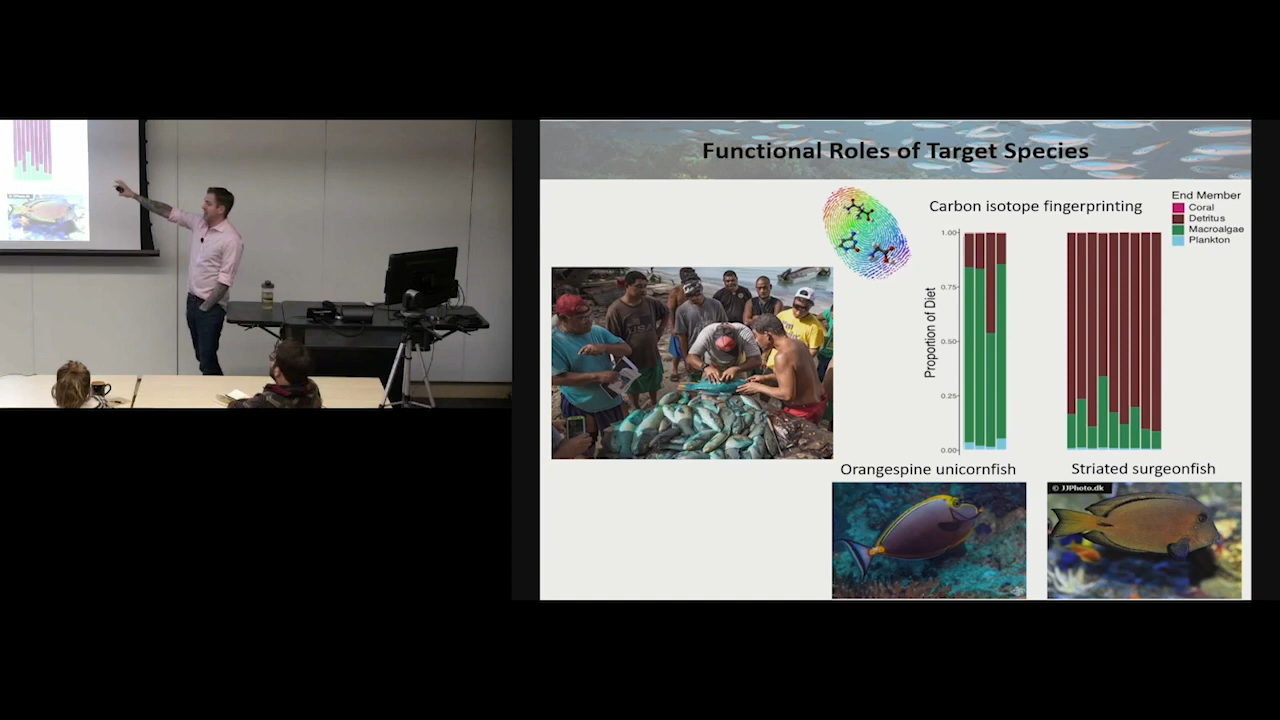 Functional Roles of Target Species
Carbon isotope fingerprinting
End Member
Coral
Detritus
Macroalgae
Plankton
Proportion of Diet
1.00
0.75
0.50
0.25
0.00
Orangespine unicornfish
Striated surgeonfish
© JJPhoto.dk